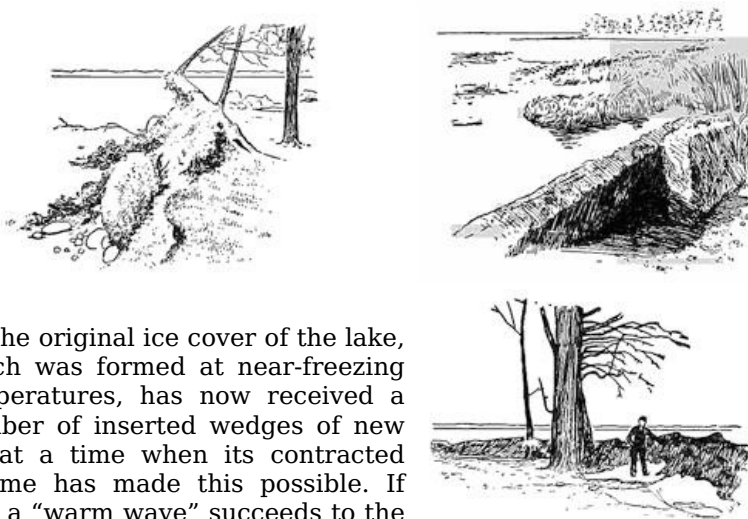 he original ice cover of the lake,
ch was formed at near-freezing
peratures, has now received a
ber of inserted wedges of new
at a time when its contracted
me has made this possible. If
a “warm wave” succeeds to the